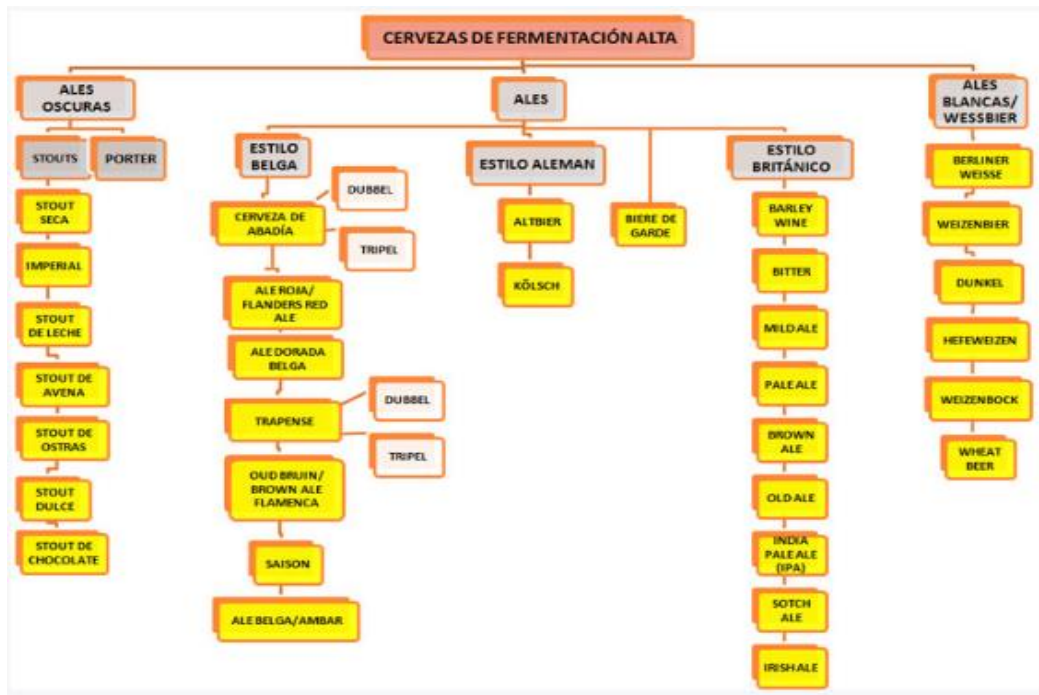 CERVEZAS DE FERMENTACIÓN ALTA
ALES
OSCURAS
STOUTS
PORTER
STOUT
SECA
IMPERIAL
STOUT
DE LECHE
STOUT DE
AVENA
STOUT DE
OSTRAS
STOUT
DULCE
STOUT DE
CHOCOLATE
ALES
ESTILO
BELGA
CERVEZA DE
ABADÍA
DUBBEL
TRIPEL
ALE ROJA/
FLANDERS RED
ALE
ALE DORADA
BELGA
TRAPENSE
DUBBEL
TRIPEL
OUD BRUIN/
BROWN ALE
FLAMENCA
SAISON
ALE BELGA/AMBAR
ESTILO ALEMAN
ALTBIER
KÖLSCH
BIERE DE
GARDE
ESTILO
BRITÁNICO
BARLEY
WINE
BITTER
MILD ALE
PALE ALE
BROWN
ALE
OLD ALE
INDIA
PALE ALE
(IPA)
SOTCH
ALE
IRISH ALE
ALES
BLANCAS/
WESSBIER
BERLINER
WEISSE
WEIZENBIER
DUNKEL
HEFEWEIZEN
WEIZENBOCK
WHEAT
BEER